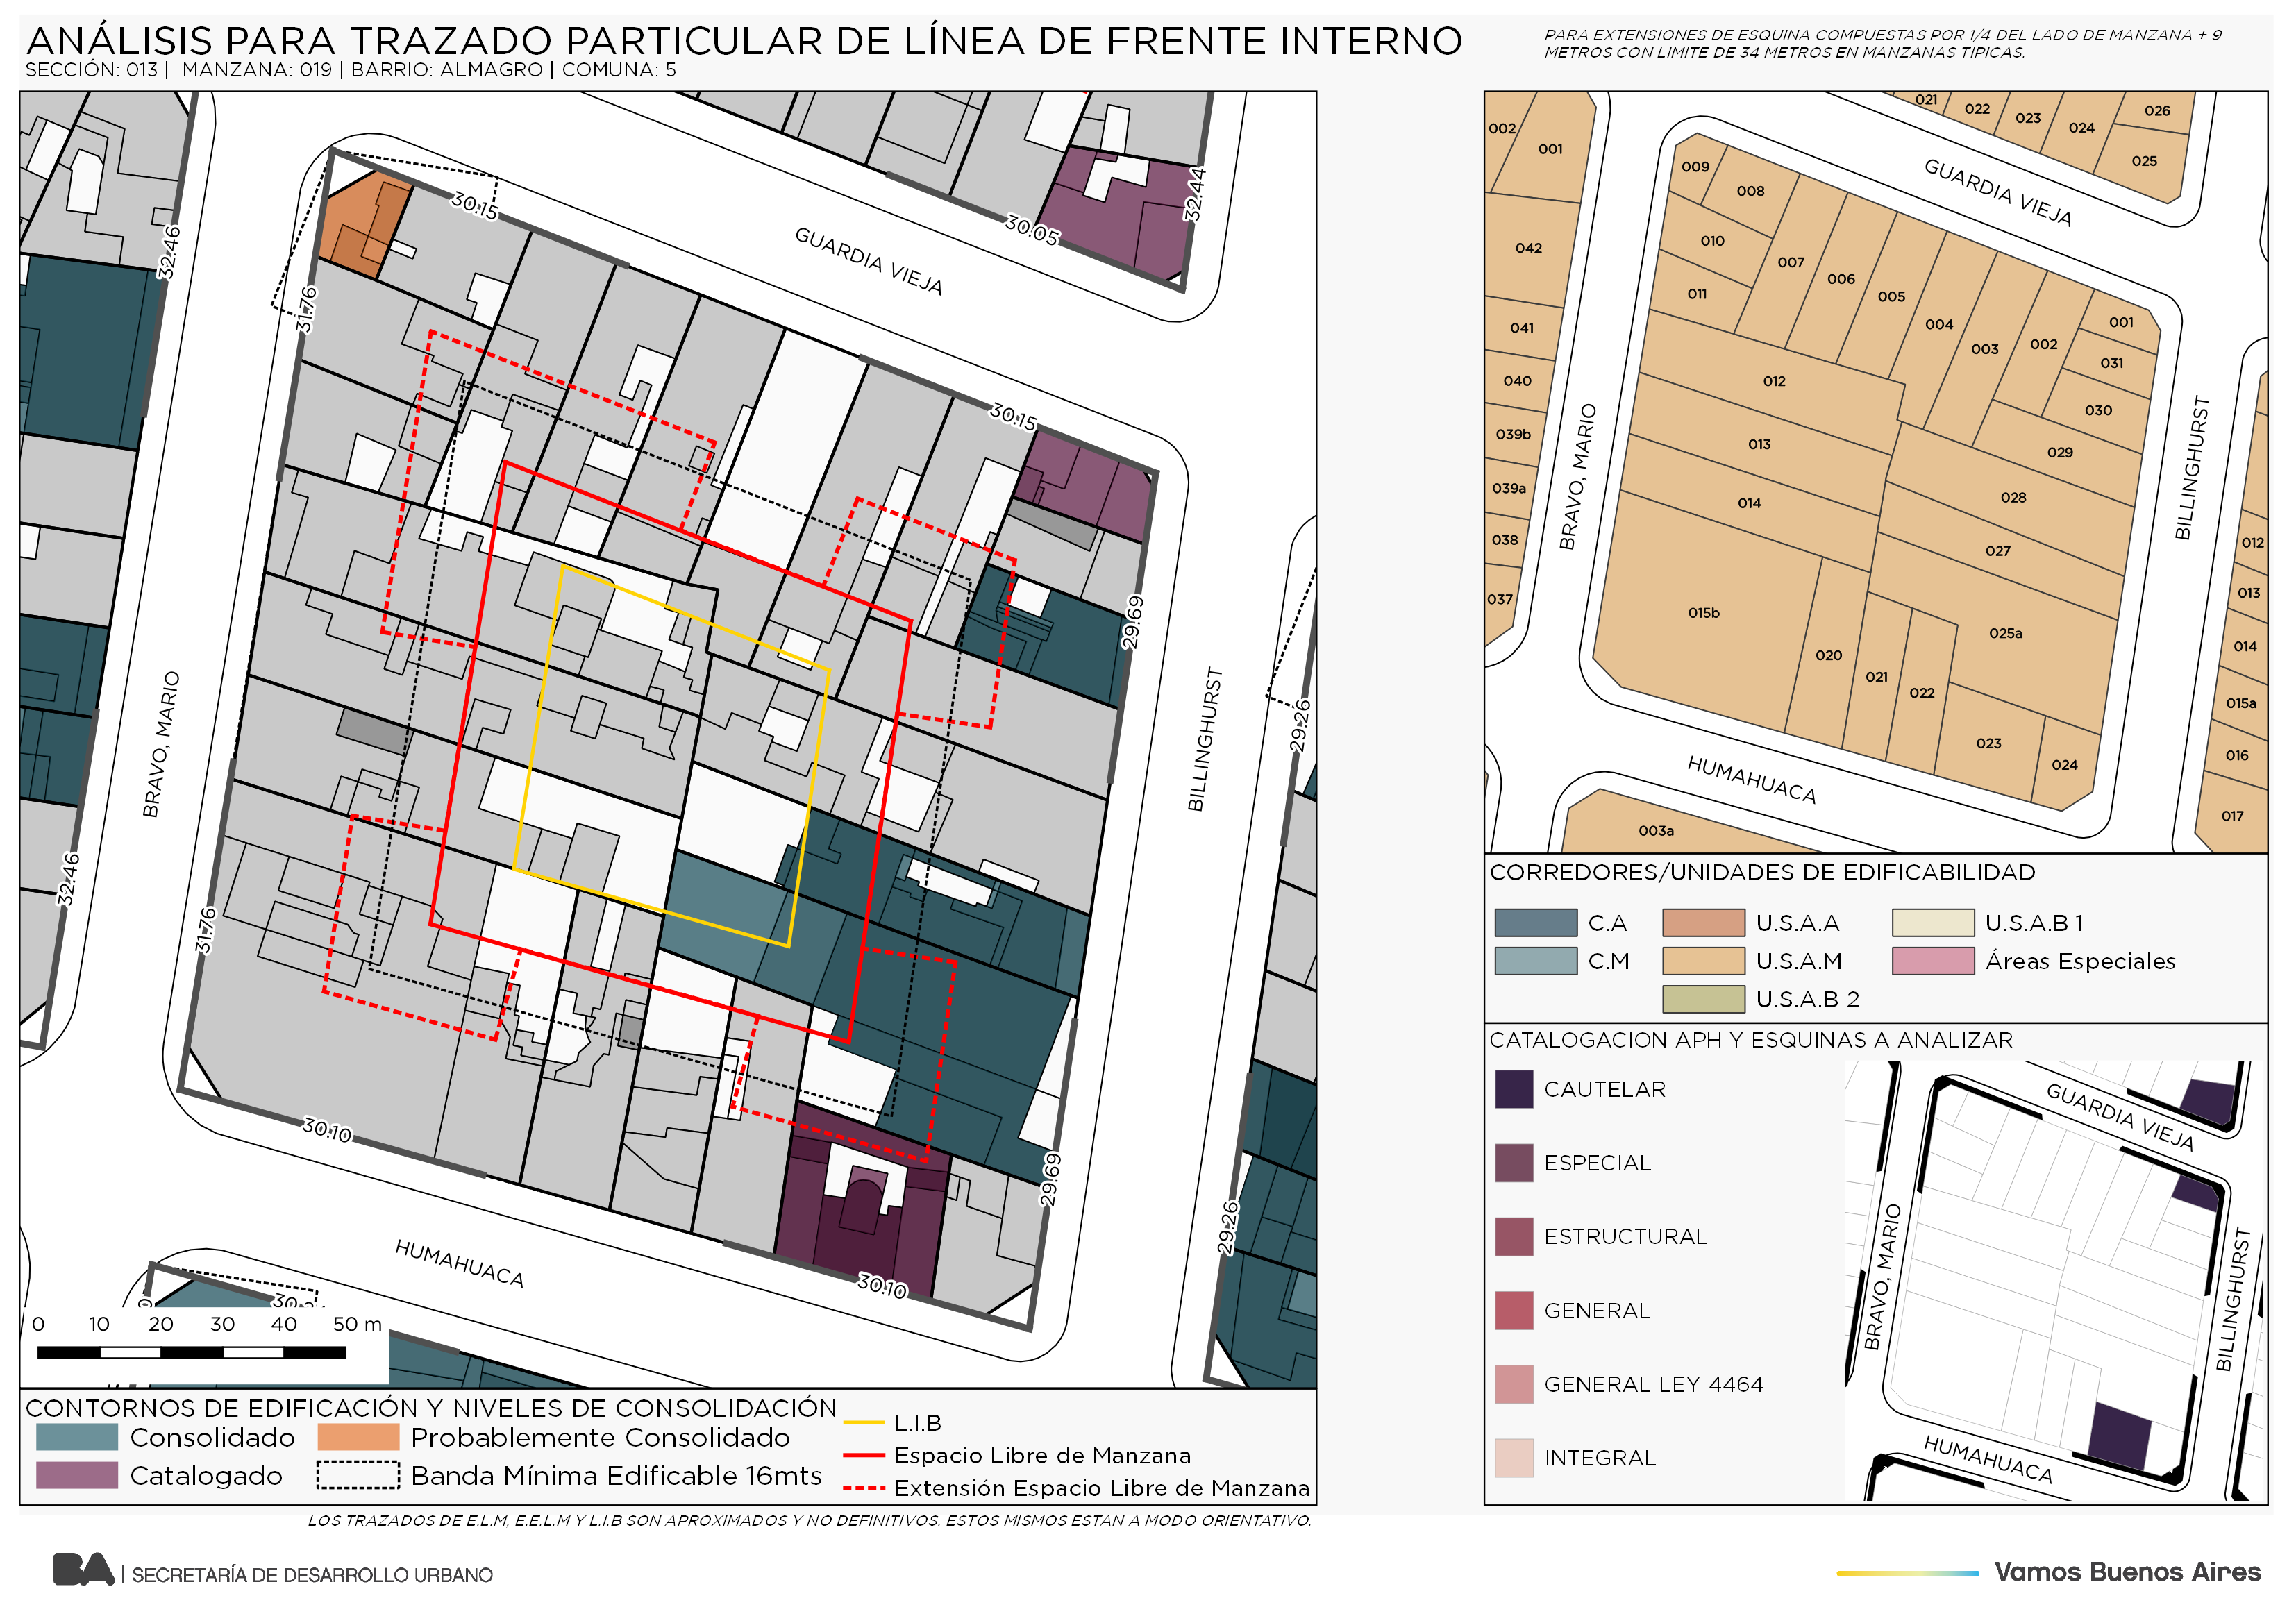 ANÁLISIS PARA TRAZADO PARTICULAR DE LÍNEA DE FRENTE INTERNO
SECCIÓN: 013 | MANZANA: 019 | BARRIO: ALMAGRO | COMUNA: 5
PARA EXTENSIONES DE ESQUINA COMPUESTAS POR 1/4 DEL LADO DE MANZANA + 9
METROS CON LIMITE DE 34 METROS EN MANZANAS TIPICAS.
32.46
30.15
31.76
GUARDIA VIEJA
30.05
32.44
30.15
29.69
BRAVO, MARIO
BILLINGHURST
29.26
32.46
31.76
30.10
29.69
29.26
HUMAHUACA
30.10
0 10 20 30 40 50 m
CONTORNOS DE EDIFICACIÓN Y NIVELES DE CONSOLIDACIÓN
Consolidado
Probablemente Consolidado
Catalogado
Banda Mínima Edificable 16mts
L.I.B
Espacio Libre de Manzana
Extensión Espacio Libre de Manzana
LOS TRAZADOS DE E.L.M, E.E.L.M Y L.I.B SON APROXIMADOS Y NO DEFINITIVOS. ESTOS MISMOS ESTAN A MODO ORIENTATIVO.
002
001
042
041
040
039b
039a
038
037
021
022
023
024
026
025
GUARDIA VIEJA
009
008
010
011
007
006
005
004
003
002
001
031
030
029
012
013
014
028
027
025a
015b
020
021
022
023
024
BRAVO, MARIO
BILLINGHURST
HUMAHUACA
003a
012
013
014
015a
016
017
CORREDORES/UNIDADES DE EDIFICABILIDAD
C.A
U.S.A.A
U.S.A.B 1
C.M
U.S.A.M
Áreas Especiales
U.S.A.B 2
CATALOGACION APH Y ESQUINAS A ANALIZAR
CAUTELAR
ESPECIAL
ESTRUCTURAL
GENERAL
GENERAL LEY 4464
INTEGRAL
GUARDIA VIEJA
BRAVO, MARIO
BILLINGHURST
HUMAHUACA
BA | SECRETARÍA DE DESARROLLO URBANO
Vamos Buenos Aires